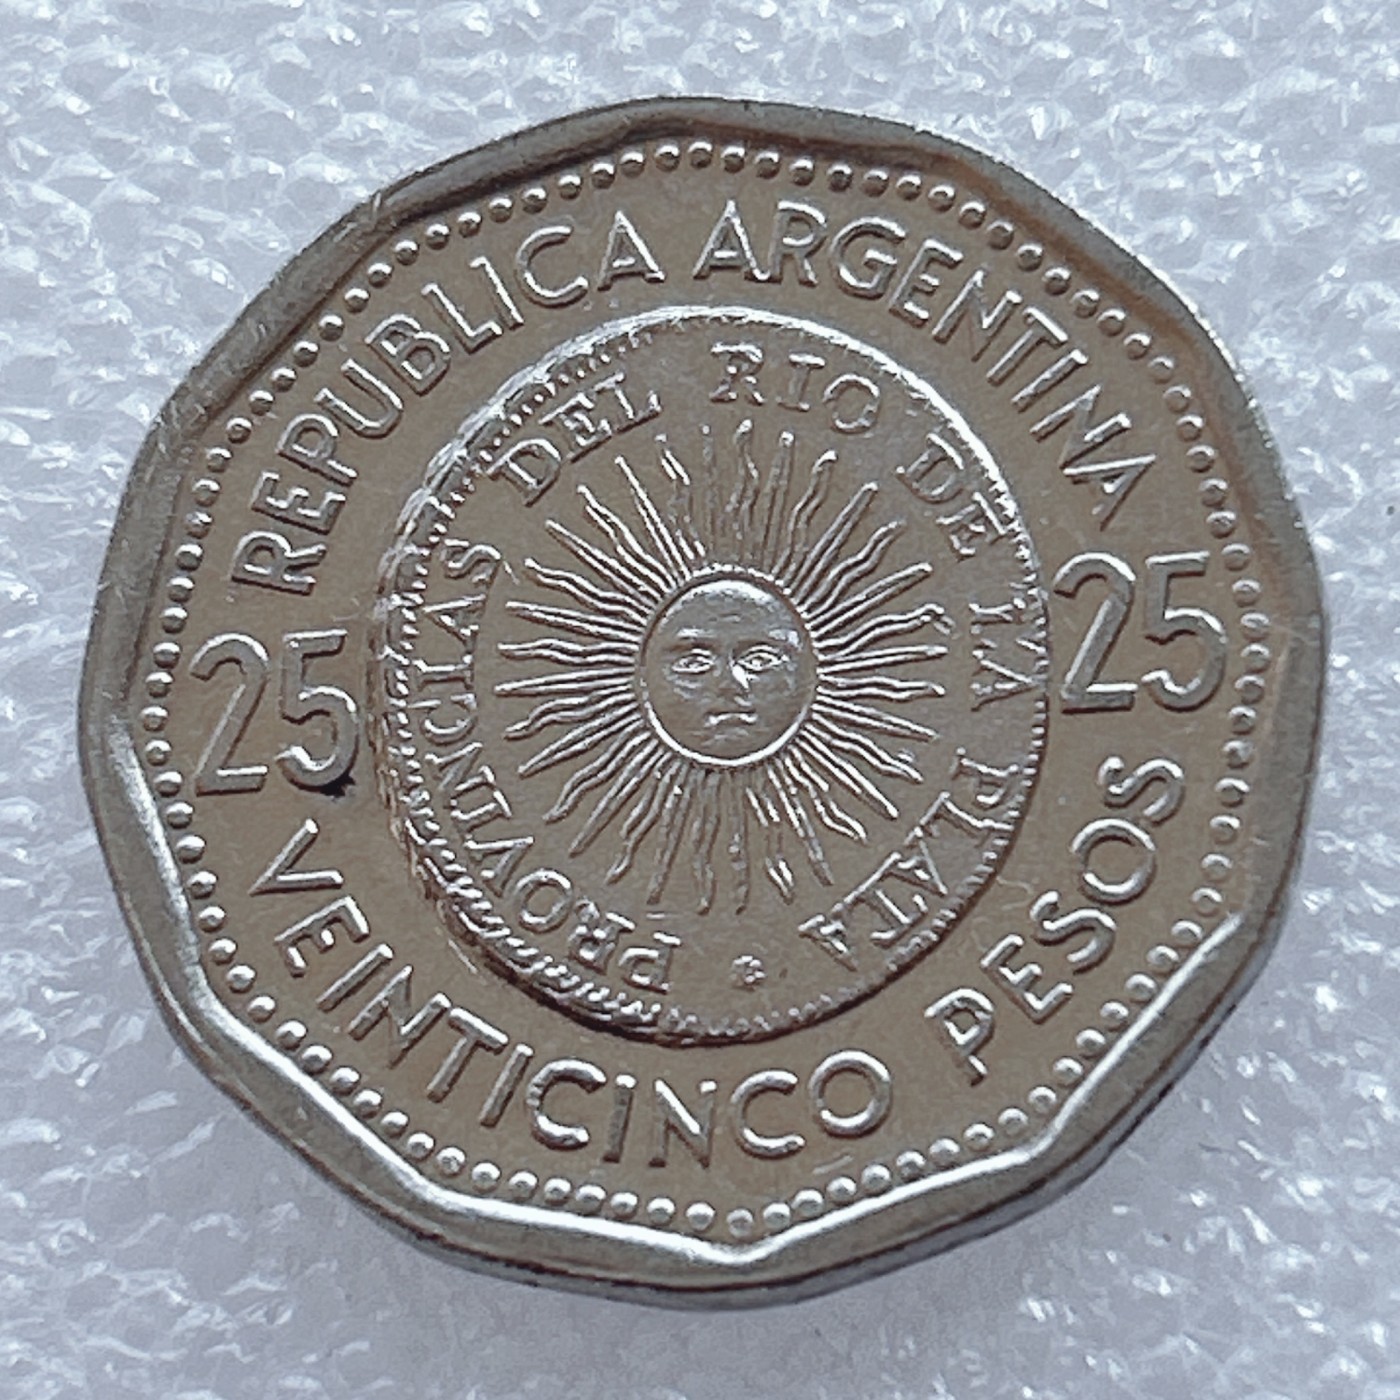 REPUBLICA ARGENTINA
25
25
VEINTICINCO PESOS
PROVINCIAS DEL RIO DE LA PLATA